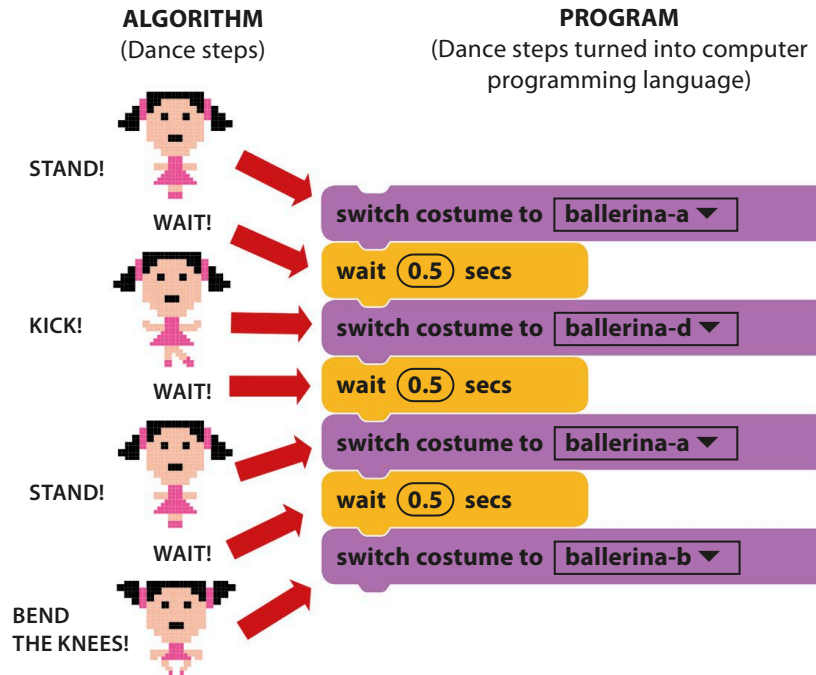 ALGORITHM
(Dance steps)
PROGRAM
(Dance steps turned into computer
programming language)
STAND!
switch costume to ballerina-a
WAIT!
wait 0.5 secs
KICK!
switch costume to ballerina-d
WAIT!
wait 0.5 secs
STAND!
switch costume to ballerina-a
WAIT!
wait 0.5 secs
BEND
THE KNEES!
switch costume to ballerina-b